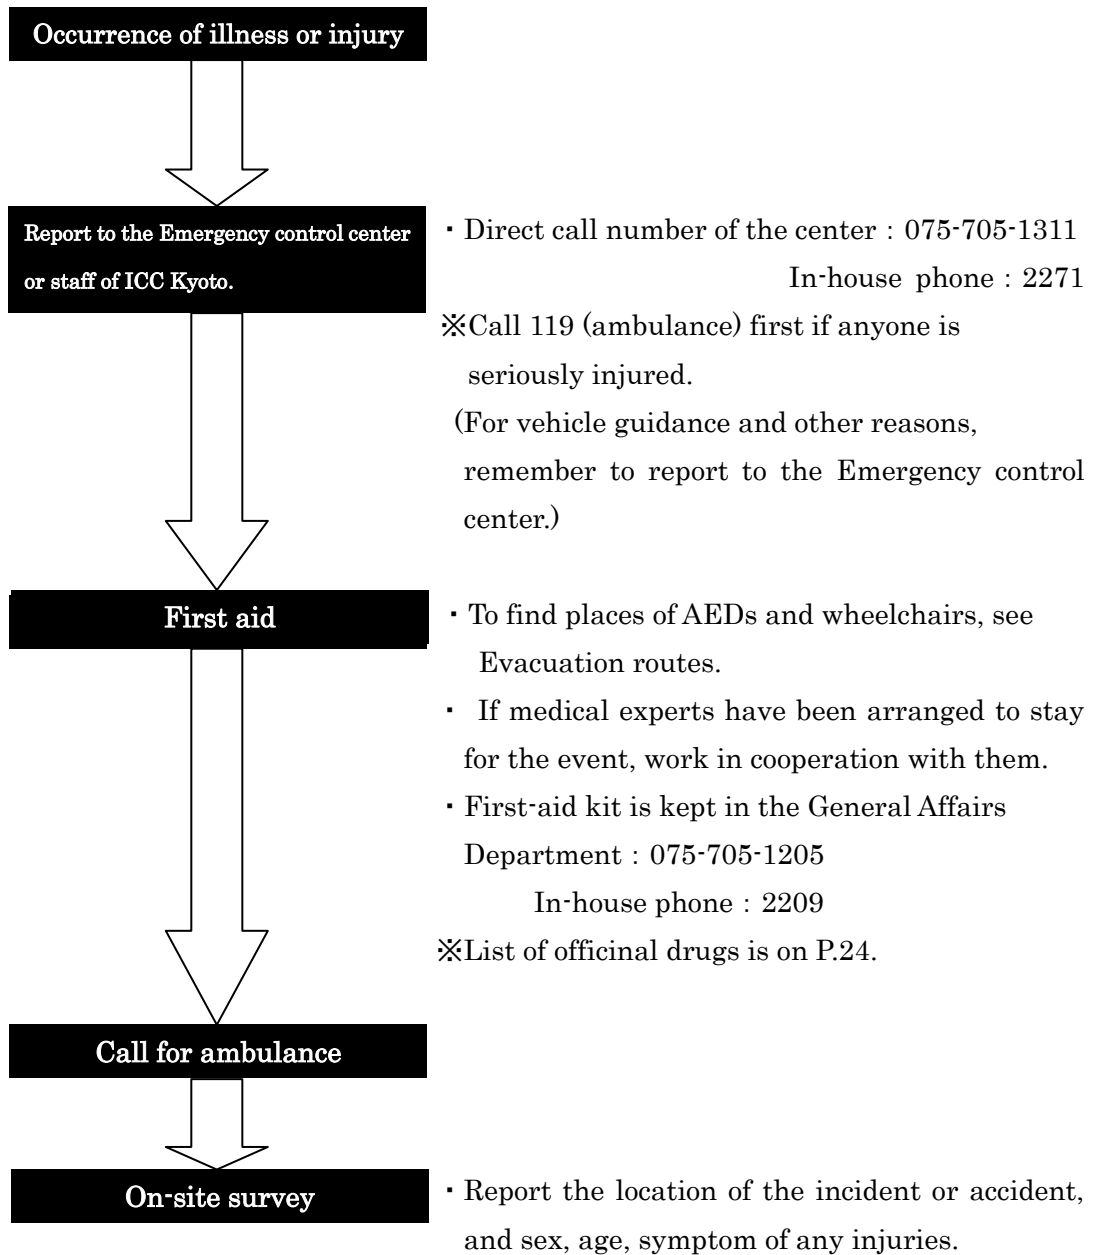 Occurrence of illness or injury
Report to the Emergency control center
or staff of ICC Kyoto.
・Direct call number of the center：075-705-1311
In-house phone：2271
※Call 119 (ambulance) first if anyone is
seriously injured.
(For vehicle guidance and other reasons,
remember to report to the Emergency control
center.)
First aid
・To find places of AEDs and wheelchairs, see
Evacuation routes.
・ If medical experts have been arranged to stay
for the event, work in cooperation with them.
・First-aid kit is kept in the General Affairs
Department：075-705-1205
In-house phone：2209
※List of officinal drugs is on P.24.
Call for ambulance
On-site survey
・Report the location of the incident or accident,
and sex, age, symptom of any injuries.